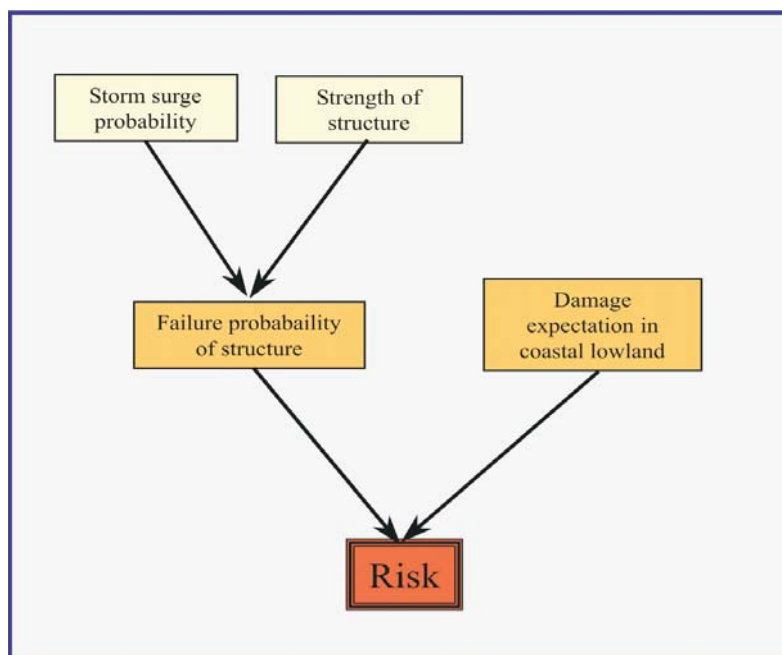 Storm surge
probability
Strength of
structure
Failure probabaility
of structure
Damage
expectation in
coastal lowland
Risk